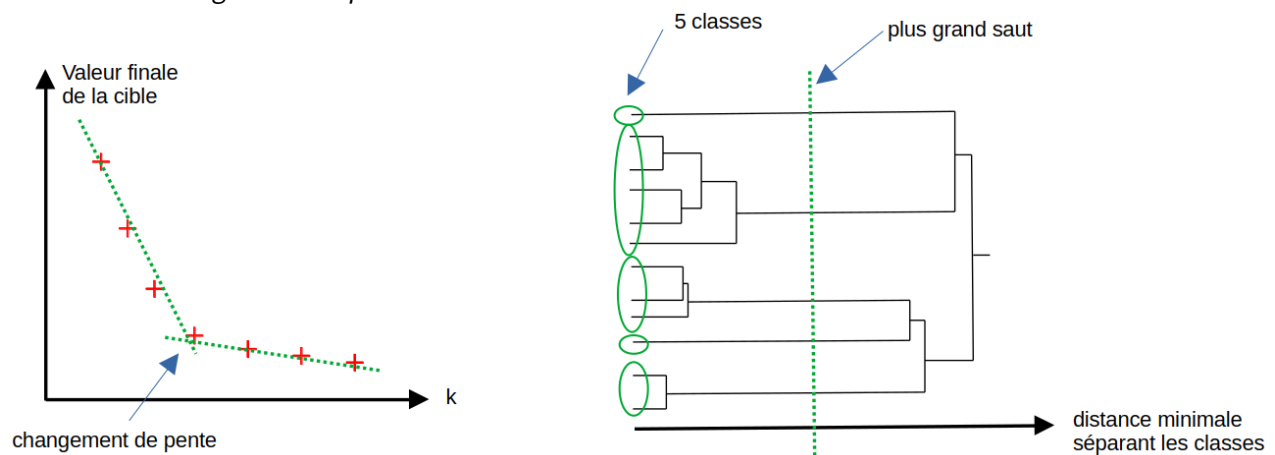 Valeur finale
de la cible
k
changement de pente
5 classes
plus grand saut
distance minimale
séparant les classes